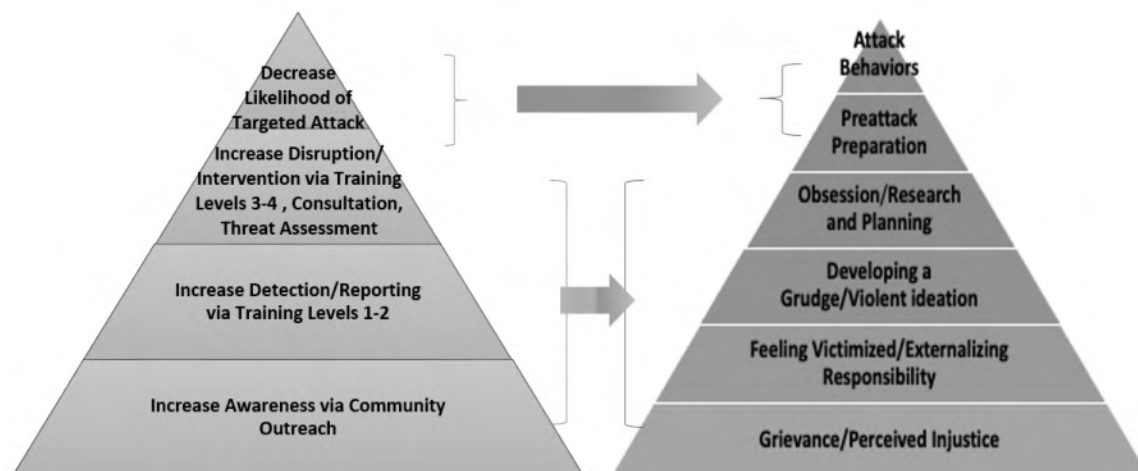 Decrease
Likelihood of
Targeted Attack
Increase Disruption/
Intervention via Training
Levels 3-4 , Consultation,
Threat Assessment
Increase Detection/Reporting
via Training Levels 1-2
Increase Awareness via Community
Outreach
Attack
Behaviors
Preattack
Preparation
Obsession/Research
and Planning
Developing a
Grudge/Violent ideation
Feeling Victimized/Externalizing
Responsibility
Grievance/Perceived Injustice